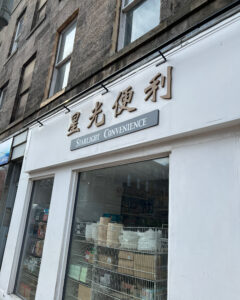 星光便利
STARLIGHT CONVENIENCE